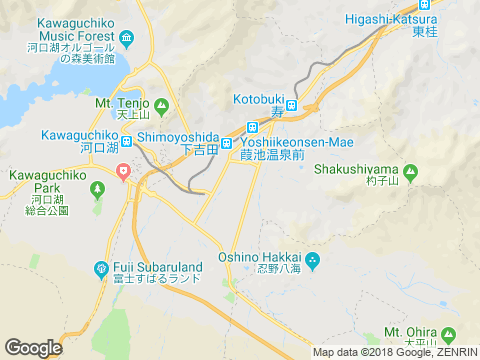 Higashi-Katsura
東桂
Kawaguchiko
Music Forest
河口湖オルゴール
の森美術館
Mt. Tenjo
天上山
Kotobuki
寿
Kawaguchiko
河口湖
Shimoyoshida
下吉田
Yoshiikeonsen-Mae
葭池温泉前
Kawaguchiko
Park
河口湖
総合公園
Shakushiyama
杓子山
Oshino Hakkai
忍野八海
Fuji Subaruland
富士すばるランド
Mt. Ohira
大平山
Google
Map data ©2018 Google, ZENRIN